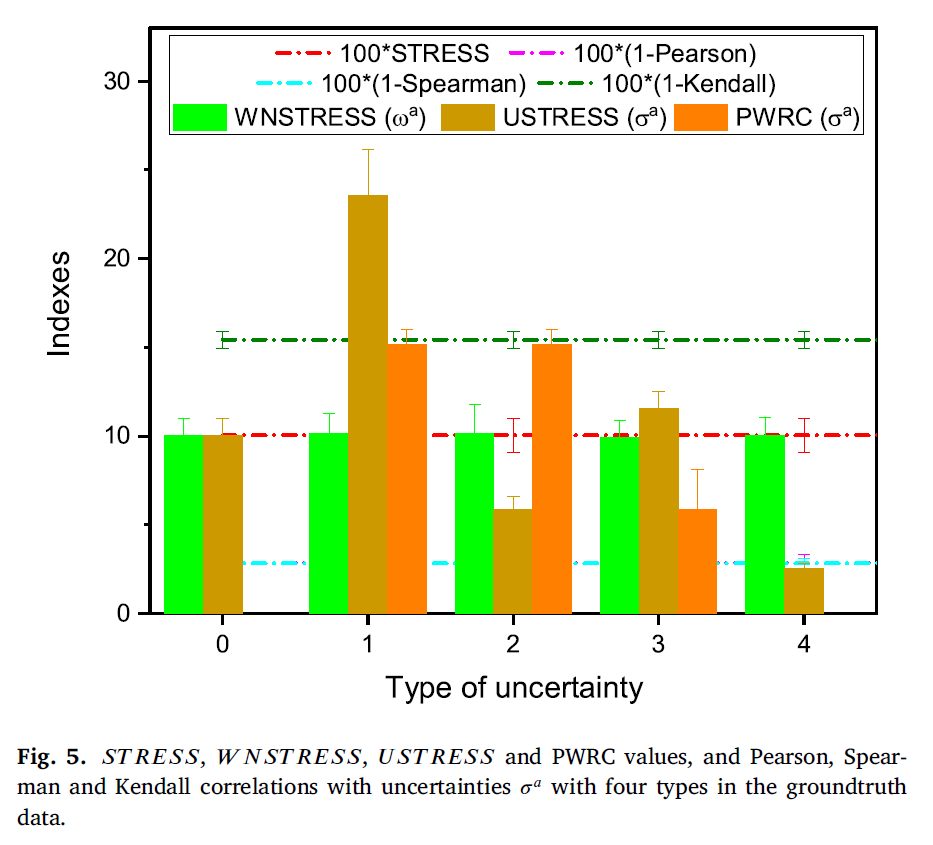 100*STRESS 100*(1-Pearson)
100*(1-Spearman) 100*(1-Kendall)
WNSTRESS (ωᵃ) USTRESS (σᵃ) PWRC (σᵃ)
30
20
10
0
Indexes
0 1 2 3 4
Type of uncertainty
Fig. 5. STRESS, WNSTRESS, USTRESS and PWRC values, and Pearson, Spear-
man and Kendall correlations with uncertainties σᵃ with four types in the groundtruth
data.